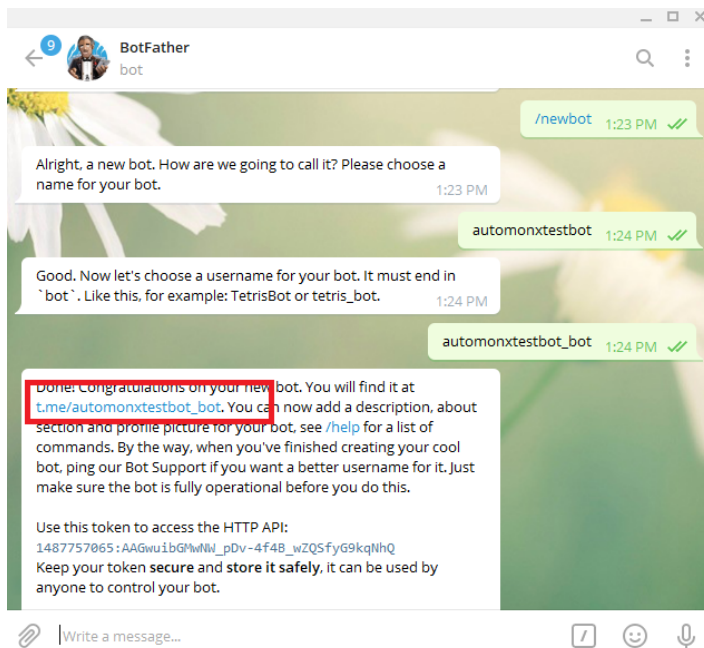 9
BotFather
bot
/newbot 1:23 PM
Alright, a new bot. How are we going to call it? Please choose a
name for your bot.
1:23 PM
automonxtestbot 1:24 PM
Good. Now let's choose a username for your bot. It must end in
`bot`. Like this, for example: TetrisBot or tetris_bot.
1:24 PM
automonxtestbot_bot 1:24 PM
Done! Congratulations on your new bot. You will find it at
t.me/automonxtestbot_bot. You can now add a description, about
section and profile picture for your bot, see /help for a list of
commands. By the way, when you've finished creating your cool
bot, ping our Bot Support if you want a better username for it. Just
make sure the bot is fully operational before you do this.
Use this token to access the HTTP API:
1487757065:AAGwuibGMwNW_pDv-4f4B_wZQSfyG9kqNhQ
Keep your token secure and store it safely, it can be used by
anyone to control your bot.
Write a message...